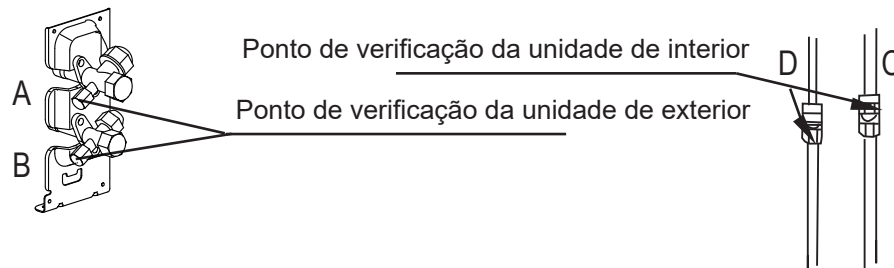 Ponto de verificação da unidade de interior
D
C
A
Ponto de verificação da unidade de exterior
B